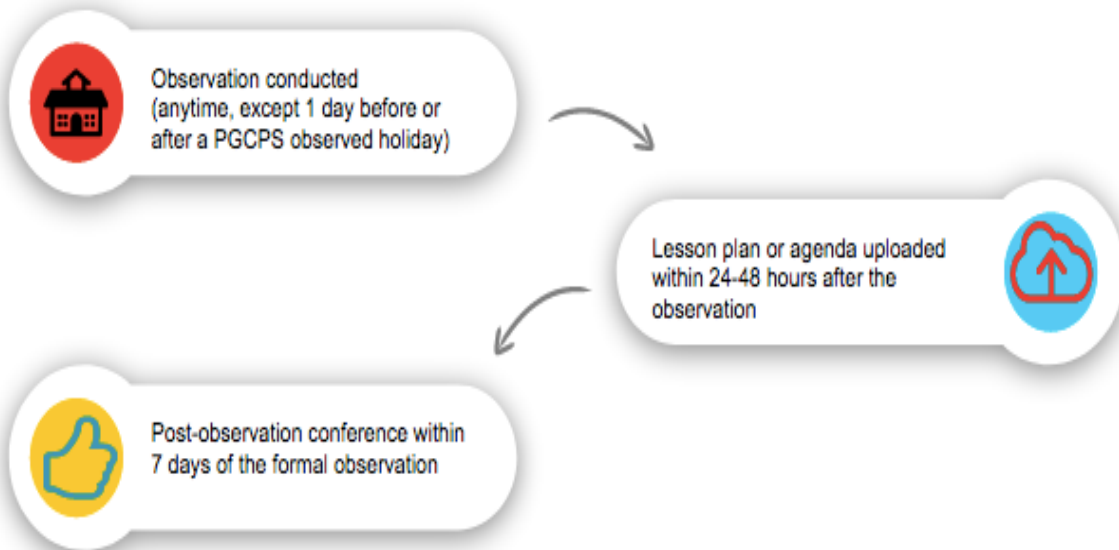 Observation conducted
(anytime, except 1 day before or
after a PGCPS observed holiday)
Lesson plan or agenda uploaded
within 24-48 hours after the
observation
Post-observation conference within
7 days of the formal observation